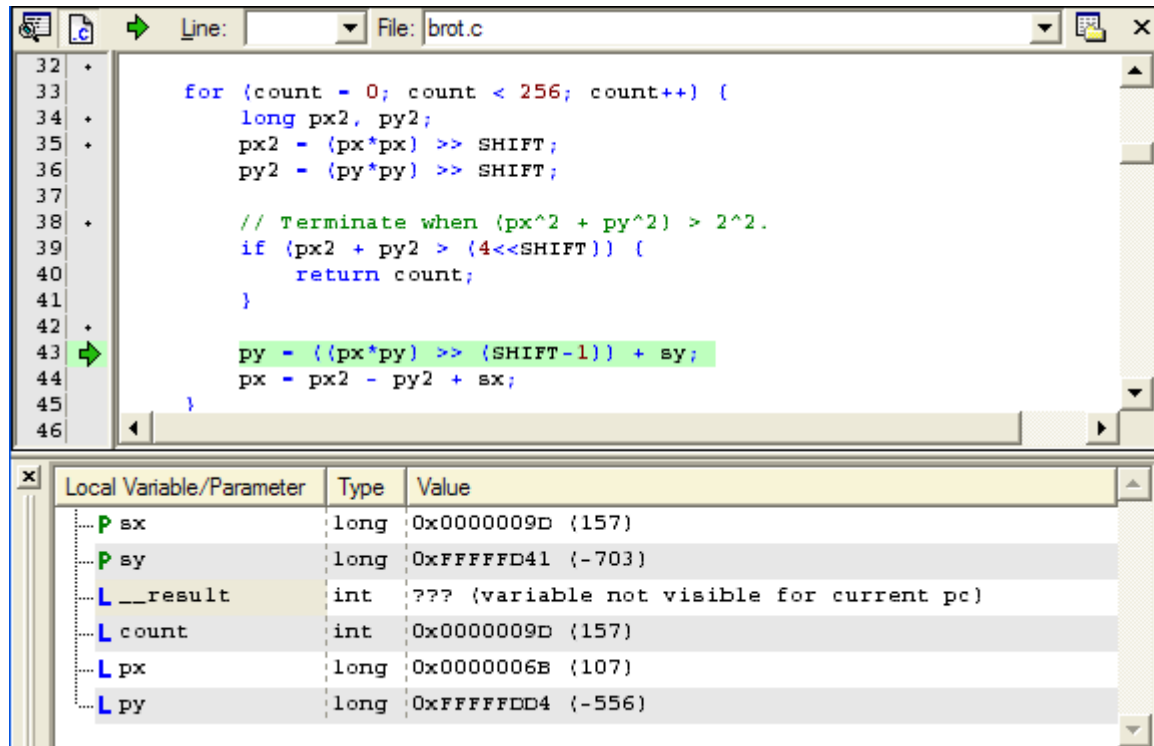 .c Line: File: brot.c
32
33 for (count = 0; count < 256; count++) {
34 long px2, py2;
35 px2 = (px*px) >> SHIFT;
36 py2 = (py*py) >> SHIFT;
37
38 // Terminate when (px^2 + py^2) > 2^2.
39 if (px2 + py2 > (4<<SHIFT)) {
40 return count;
41 }
42
43 py = ((px*py) >> (SHIFT-1)) + sy;
44 px = px2 - py2 + sx;
45 }
46
Local Variable/Parameter Type Value
P sx long 0x0000009D (157)
P sy long 0xFFFFFD41 (-703)
L __result int ??? (variable not visible for current pc)
L count int 0x0000009D (157)
L px long 0x0000006B (107)
L py long 0xFFFFFDD4 (-556)